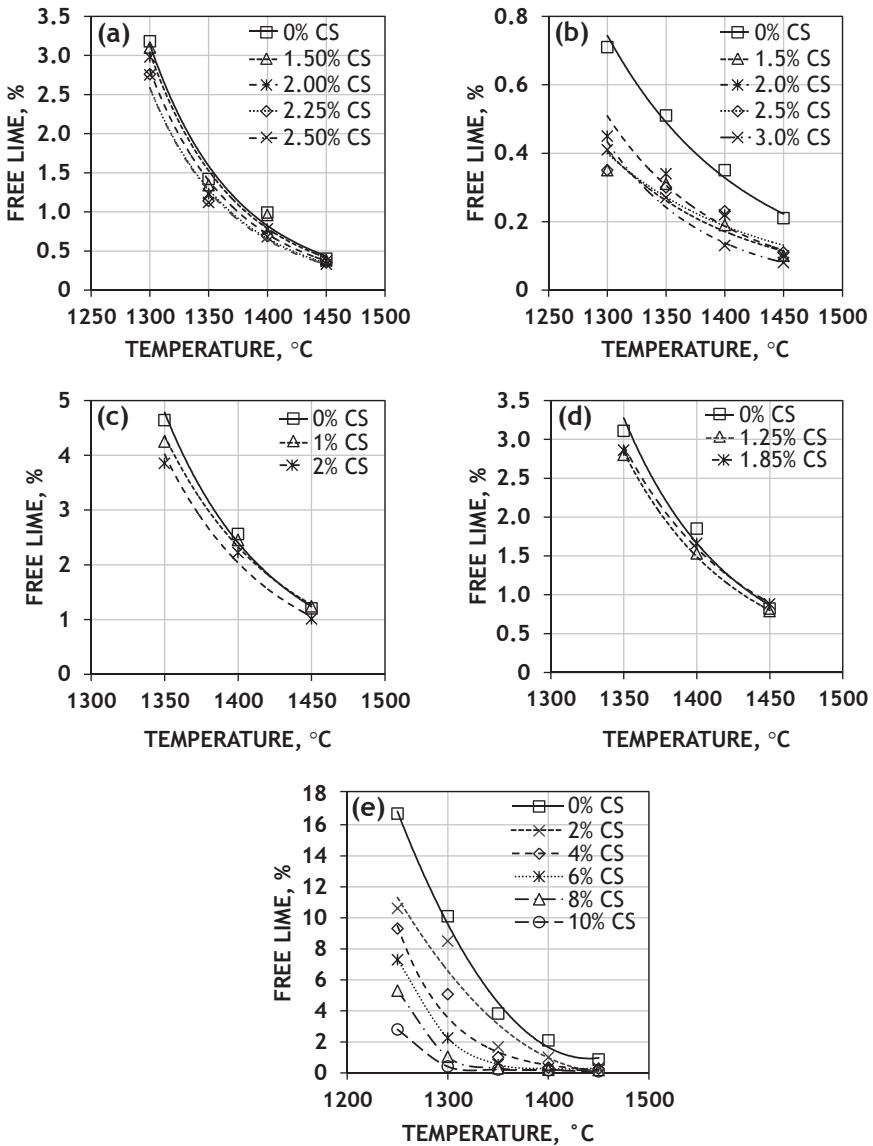 (a)
FREE LIME, %
3.5
3.0
2.5
2.0
1.5
1.0
0.5
0
0% CS
1.50% CS
2.00% CS
2.25% CS
2.50% CS
1250 1300 1350 1400 1450 1500
TEMPERATURE, °C
(b)
FREE LIME, %
0.8
0.6
0.4
0.2
0
0% CS
1.5% CS
2.0% CS
2.5% CS
3.0% CS
1250 1300 1350 1400 1450 1500
TEMPERATURE, °C
(c)
FREE LIME, %
5
4
3
2
1
0
0% CS
1% CS
2% CS
1300 1350 1400 1450 1500
TEMPERATURE, °C
(d)
FREE LIME, %
3.5
3.0
2.5
2.0
1.5
1.0
0.5
0
0% CS
1.25% CS
1.85% CS
1300 1350 1400 1450 1500
TEMPERATURE, °C
(e)
FREE LIME, %
18
16
14
12
10
8
6
4
2
0
0% CS
2% CS
4% CS
6% CS
8% CS
10% CS
1200 1300 1400 1500
TEMPERATURE, °C